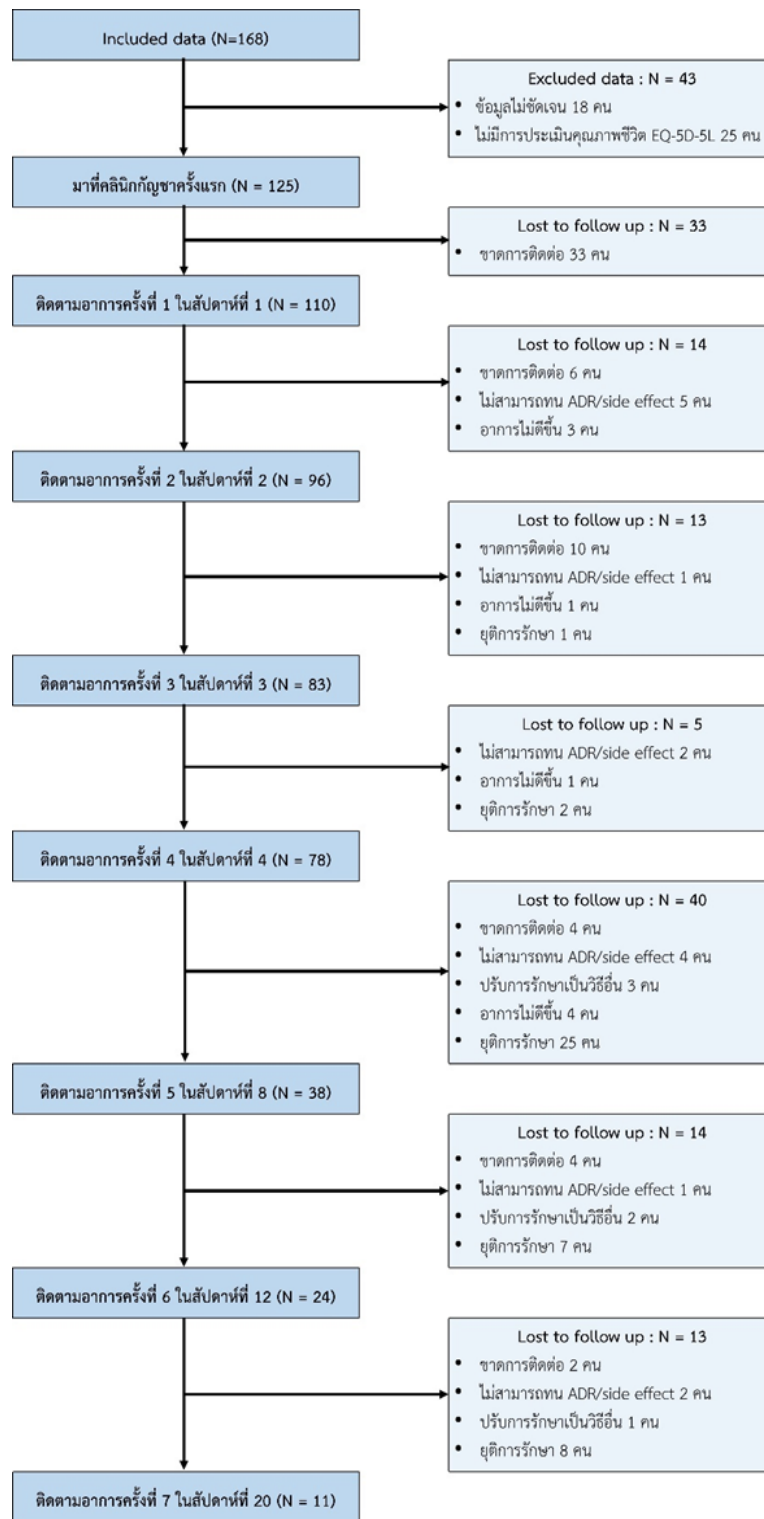 Included data (N=168)
Excluded data : N = 43
• ข้อมูลไม่ชัดเจน 18 คน
• ไม่มีการประเมินคุณภาพชีวิต EQ-5D-5L 25 คน
มาที่คลินิกกัญชาครั้งแรก (N = 125)
Lost to follow up : N = 33
• ขาดการติดต่อ 33 คน
ติดตามอาการครั้งที่ 1 ในสัปดาห์ที่ 1 (N = 110)
Lost to follow up : N = 14
• ขาดการติดต่อ 6 คน
• ไม่สามารถทน ADR/side effect 5 คน
• อาการไม่ดีขึ้น 3 คน
ติดตามอาการครั้งที่ 2 ในสัปดาห์ที่ 2 (N = 96)
Lost to follow up : N = 13
• ขาดการติดต่อ 10 คน
• ไม่สามารถทน ADR/side effect 1 คน
• อาการไม่ดีขึ้น 1 คน
• ยุติการรักษา 1 คน
ติดตามอาการครั้งที่ 3 ในสัปดาห์ที่ 3 (N = 83)
Lost to follow up : N = 5
• ไม่สามารถทน ADR/side effect 2 คน
• อาการไม่ดีขึ้น 1 คน
• ยุติการรักษา 2 คน
ติดตามอาการครั้งที่ 4 ในสัปดาห์ที่ 4 (N = 78)
Lost to follow up : N = 40
• ขาดการติดต่อ 4 คน
• ไม่สามารถทน ADR/side effect 4 คน
• ปรับการรักษาเป็นวิธีอื่น 3 คน
• อาการไม่ดีขึ้น 4 คน
• ยุติการรักษา 25 คน
ติดตามอาการครั้งที่ 5 ในสัปดาห์ที่ 8 (N = 38)
Lost to follow up : N = 14
• ขาดการติดต่อ 4 คน
• ไม่สามารถทน ADR/side effect 1 คน
• ปรับการรักษาเป็นวิธีอื่น 2 คน
• ยุติการรักษา 7 คน
ติดตามอาการครั้งที่ 6 ในสัปดาห์ที่ 12 (N = 24)
Lost to follow up : N = 13
• ขาดการติดต่อ 2 คน
• ไม่สามารถทน ADR/side effect 2 คน
• ปรับการรักษาเป็นวิธีอื่น 1 คน
• ยุติการรักษา 8 คน
ติดตามอาการครั้งที่ 7 ในสัปดาห์ที่ 20 (N = 11)